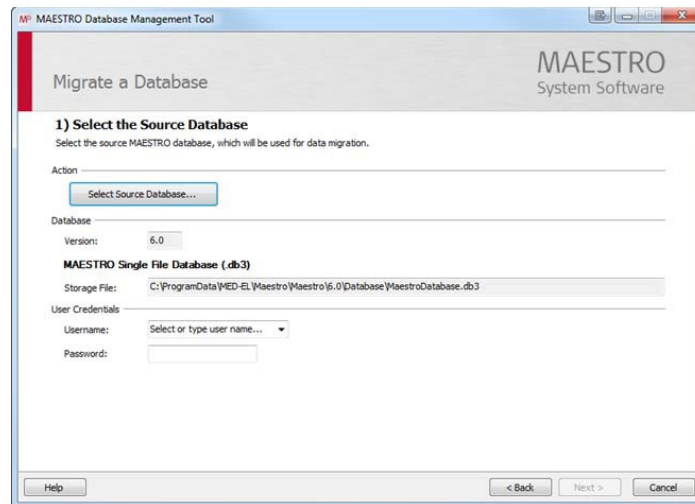 MAESTRO Database Management Tool
MAESTRO
System Software
Migrate a Database
1) Select the Source Database
Select the source MAESTRO database, which will be used for data migration.
Action
Select Source Database...
Database
Version: 6.0
MAESTRO Single File Database (.db3)
Storage File: C:\ProgramData\MED-EL\Maestro\Maestro\6.0\Database\MaestroDatabase.db3
User Credentials
Username: Select or type user name...
Password:
Help < Back Next > Cancel